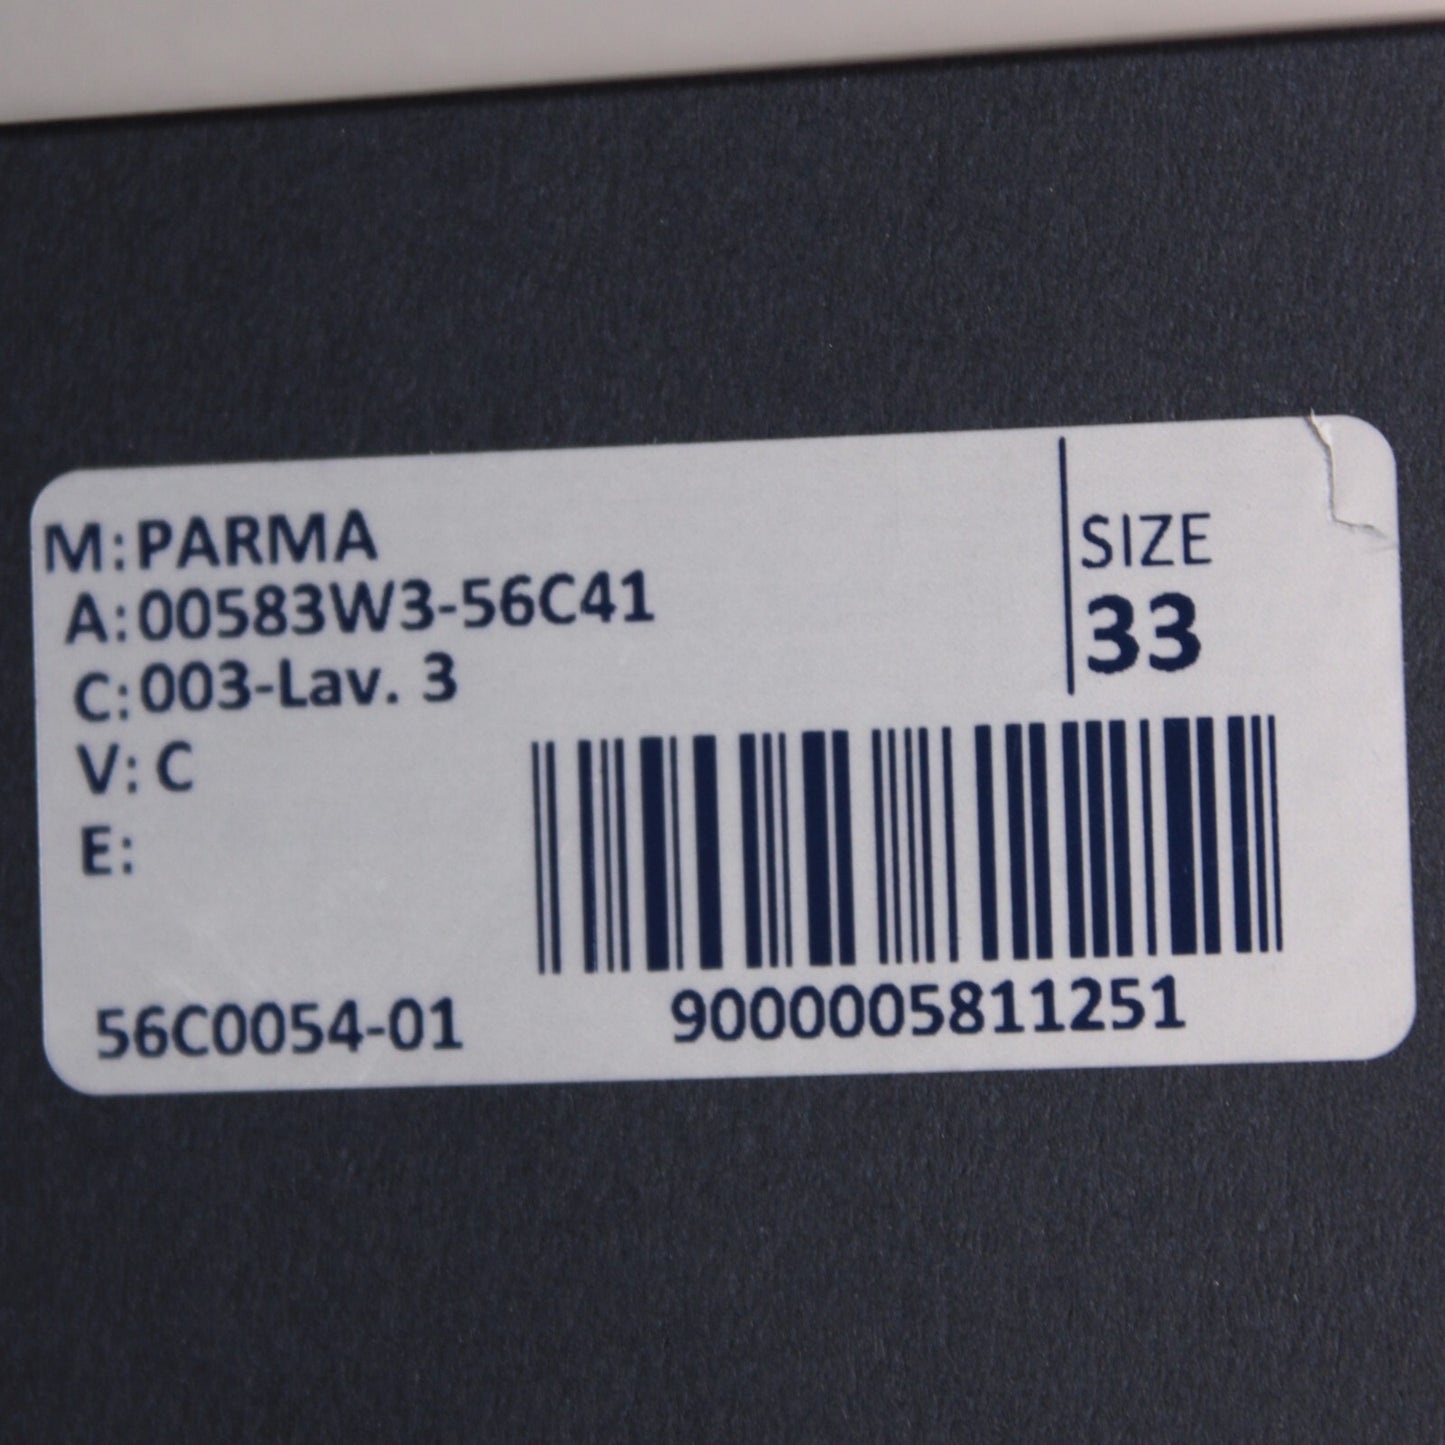 M: PARMA
A: 00583W3-56C41
C: 003-Lav. 3
V: C
E:
SIZE
33
56C0054-01
9000005811251